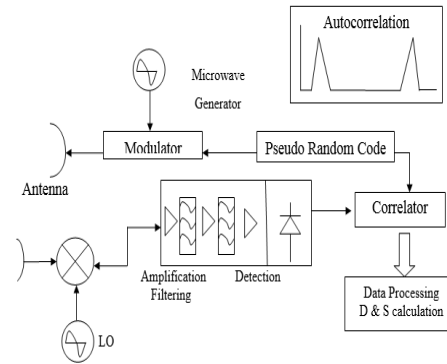 Autocorrelation
Microwave
Generator
Modulator
Pseudo Random Code
Antenna
Correlator
Amplification
Filtering
Detection
Data Processing
D & S calculation
LO